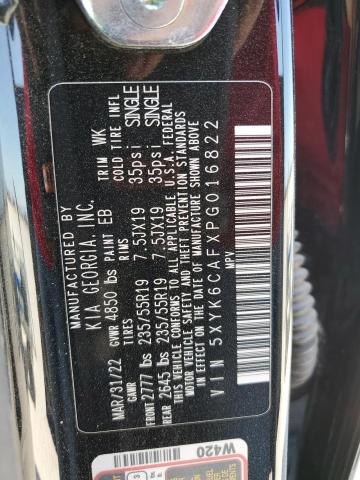 MANUFACTURED BY
KIA GEORGIA, INC.
MAR/31/22 GVWR 4850 lbs PAINT EB TRIM WK
GAWR TIRES RIMS COLD TIRE INFL
FRONT 2777 lbs 235/55R19 7.5JX19 35psi SINGLE
REAR 2645 lbs 235/55R19 7.5JX19 35psi SINGLE
THIS VEHICLE CONFORMS TO ALL APPLICABLE U.S.A. FEDERAL
MOTOR VEHICLE SAFETY AND THEFT PREVENTION STANDARDS
IN EFFECT ON THE DATE OF MANUFACTURE SHOWN ABOVE.
VIN 5XYK6CAFXPG016822
MPV
W420